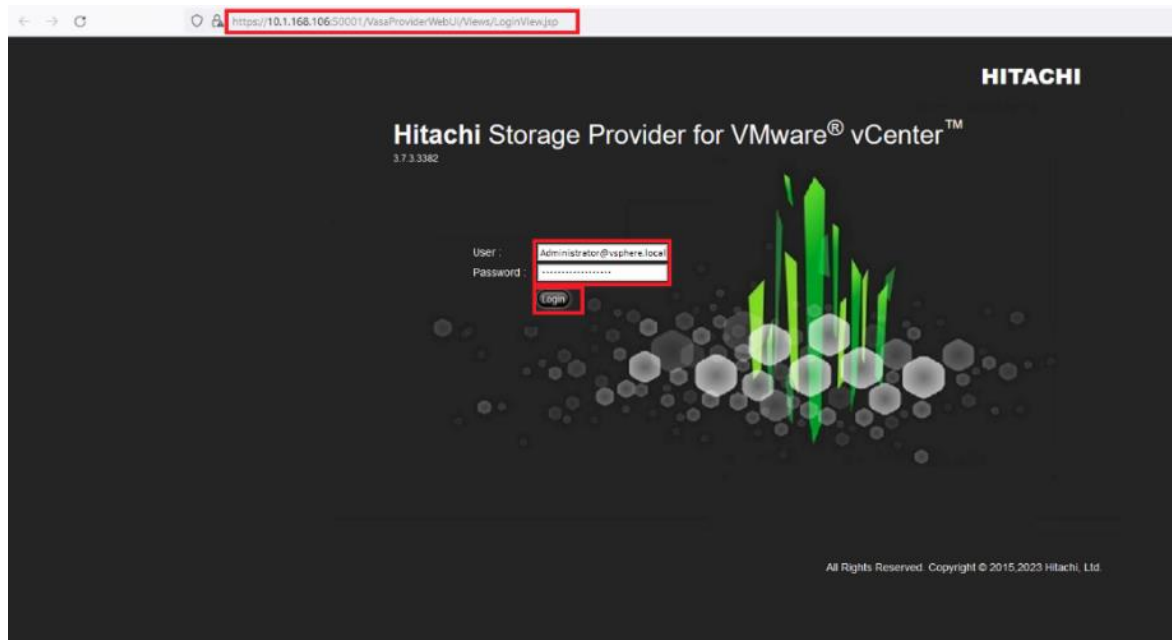 https://10.1.168.106:50001/VasaProviderWebUi/Views/LoginView.jsp
HITACHI
Hitachi Storage Provider for VMware® vCenter™
3.7.3.3382
User :
Administrator@vsphere.local
Password :
Login
All Rights Reserved. Copyright © 2015,2023 Hitachi, Ltd.